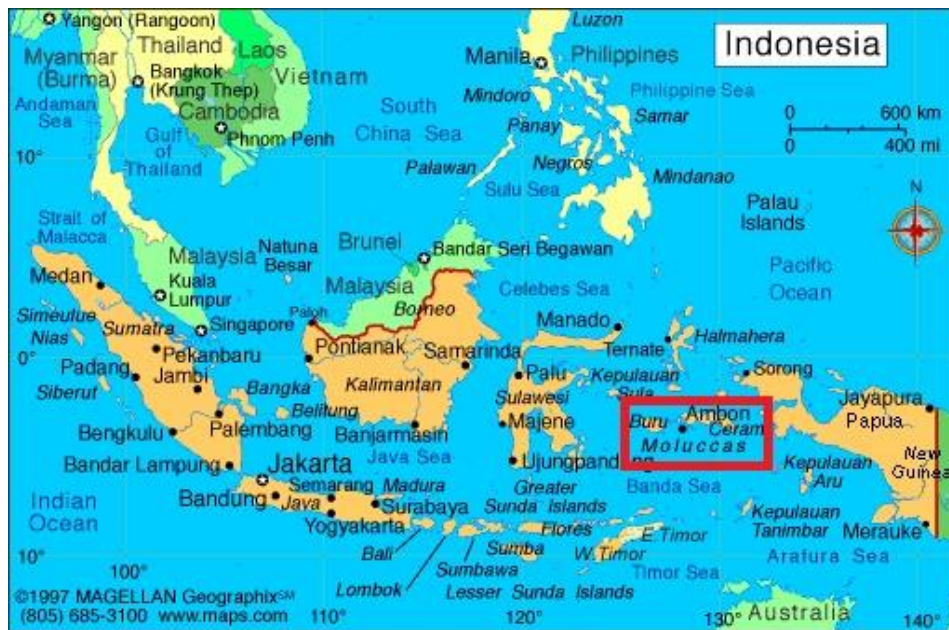 Indonesia
Yangon (Rangoon)
Luzon
Thailand
Laos
Myanmar
(Burma)
Manila
Philippines
Vietnam
Bangkok
(Krung Thep)
Andaman
Sea
South
China Sea
Mindoro
Philippine Sea
0 600 km
0 400 mi
Cambodia
Samar
Phnom Penh
Panay
Gulf
of
Thailand
10°
Palawan
Negros
Sulu Sea
Mindanao
N
Palau
Islands
Strait of
Malacca
Natuna
Besar
Brunei
Bandar Seri Begawan
Malaysia
Kuala
Lumpur
Malaysia
Pacific
Ocean
Medan
Celebes Sea
Borneo
Simeulue
Nias
Sumatra
Singapore
Paloh
Manado
Halmahera
Ternate
0°
Pekanbaru
Pontianak
Samarinda
Padang
Jambi
Siberut
Bangka
Kalimantan
Palu
Kepulauan
Sula
Sorong
Sulawesi
Belitung
Jayapura
Papua
Buru
Ambon
Ceram
Moluccas
Majene
Bengkulu
Palembang
Banjarmasin
Java Sea
New
Guinea
Bandar Lampung
Jakarta
Ujungpandang
Kepulauan
Aru
Semarang
Madura
Greater
Sunda Islands
Banda Sea
Indian
Ocean
Bandung
Java
Surabaya
Yogyakarta
Flores
Kepulauan
Tanimbar
Merauke
E.Timor
10°
Bali
Sumba
W.Timor
Arafura Sea
Lombok
Sumbawa
Timor Sea
Lesser Sunda Islands
100°
110°
120°
130°
140°
Australia
©1997 MAGELLAN Geographix℠
(805) 685-3100 www.maps.com